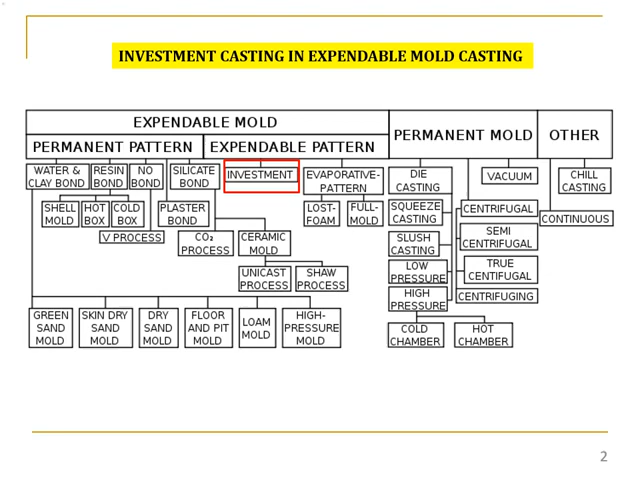 INVESTMENT CASTING IN EXPENDABLE MOLD CASTING
EXPENDABLE MOLD
PERMANENT MOLD
OTHER
PERMANENT PATTERN
EXPENDABLE PATTERN
WATER &
CLAY BOND
RESIN
BOND
NO
BOND
SILICATE
BOND
INVESTMENT
EVAPORATIVE-
PATTERN
DIE
CASTING
VACUUM
CHILL
CASTING
SHELL
MOLD
HOT
BOX
COLD
BOX
PLASTER
BOND
LOST-
FOAM
FULL-
MOLD
SQUEEZE
CASTING
CENTRIFUGAL
CONTINUOUS
V PROCESS
CO₂
PROCESS
CERAMIC
MOLD
SLUSH
CASTING
SEMI
CENTRIFUGAL
UNICAST
PROCESS
SHAW
PROCESS
LOW
PRESSURE
TRUE
CENTIFUGAL
HIGH
PRESSURE
CENTRIFUGING
GREEN
SAND
MOLD
SKIN DRY
SAND
MOLD
DRY
SAND
MOLD
FLOOR
AND PIT
MOLD
LOAM
MOLD
HIGH-
PRESSURE
MOLD
COLD
CHAMBER
HOT
CHAMBER
2